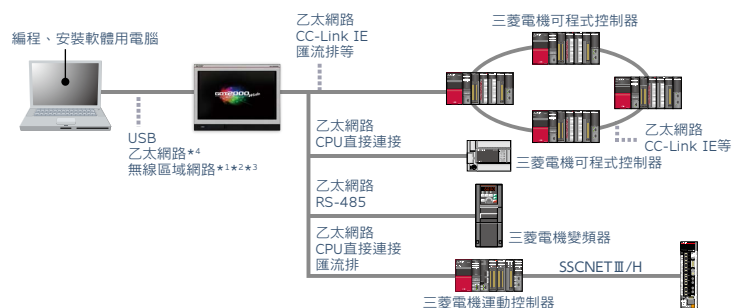 編程、安裝軟體用電腦
USB
乙太網路*4
無線區域網路*1*2*3
GOT2000
乙太網路
CC-Link IE
匯流排等
三菱電機可程式控制器
乙太網路
CC-Link IE等
乙太網路
CPU直接連接
三菱電機可程式控制器
乙太網路
RS-485
三菱電機變頻器
乙太網路
CPU直接連接
匯流排
三菱電機運動控制器
SSCNETⅢ/H